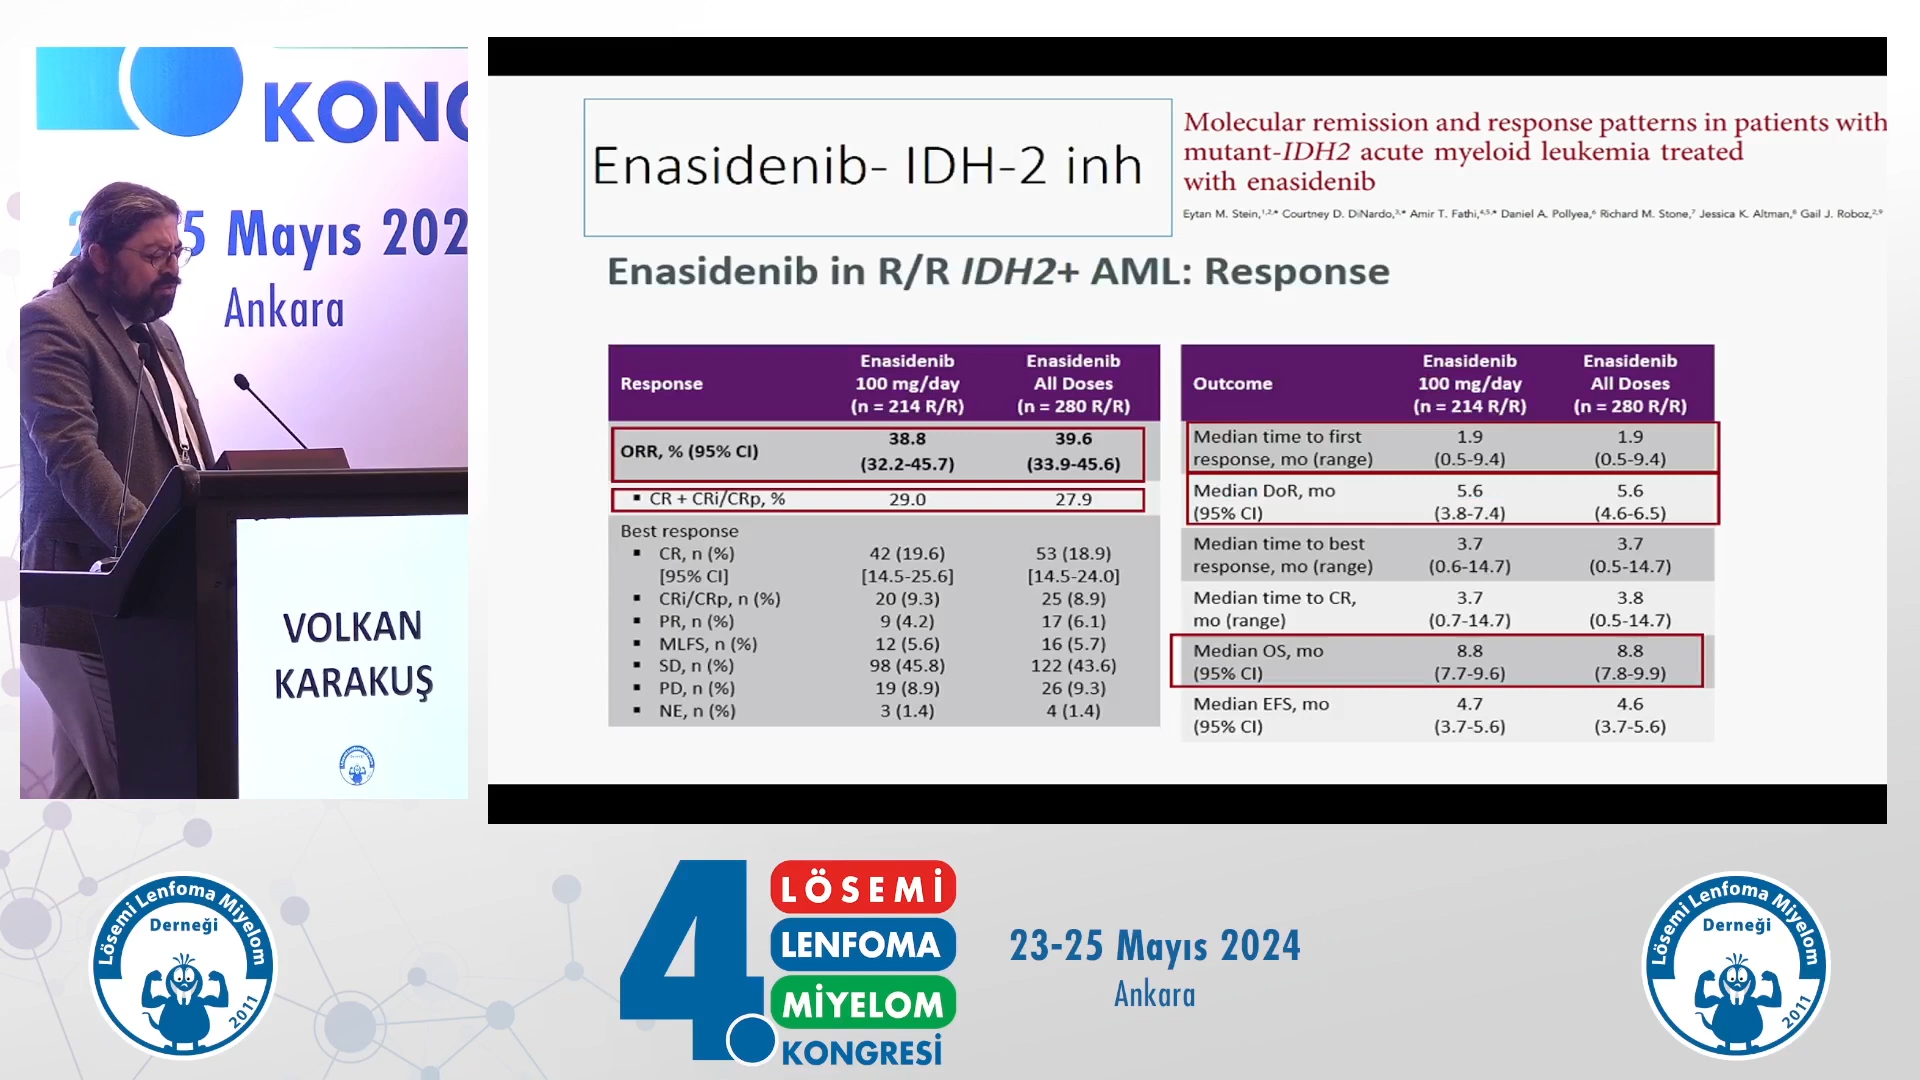 KONG
5 Mayıs 202
Ankara
VOLKAN
KARAKUŞ
Enasidenib- IDH-2 inh
Molecular remission and response patterns in patients with
mutant-IDH2 acute myeloid leukemia treated
with enasidenib
Eytan M. Stein,1,2,* Courtney D. DiNardo,3,* Amir T. Fathi,4,5,* Daniel A. Pollyea,6 Richard M. Stone,7 Jessica K. Altman,8 Gail J. Roboz,2,9
Enasidenib in R/R IDH2+ AML: Response
Response
Enasidenib
100 mg/day
(n = 214 R/R)
Enasidenib
All Doses
(n = 280 R/R)
ORR, % (95% CI)
38.8
(32.2-45.7)
39.6
(33.9-45.6)
▪ CR + CRi/CRp, % 29.0 27.9
Best response
▪ CR, n (%) 42 (19.6) 53 (18.9)
[95% CI] [14.5-25.6] [14.5-24.0]
▪ CRi/CRp, n (%) 20 (9.3) 25 (8.9)
▪ PR, n (%) 9 (4.2) 17 (6.1)
▪ MLFS, n (%) 12 (5.6) 16 (5.7)
▪ SD, n (%) 98 (45.8) 122 (43.6)
▪ PD, n (%) 19 (8.9) 26 (9.3)
▪ NE, n (%) 3 (1.4) 4 (1.4)
Outcome
Enasidenib
100 mg/day
(n = 214 R/R)
Enasidenib
All Doses
(n = 280 R/R)
Median time to first 1.9 1.9
response, mo (range) (0.5-9.4) (0.5-9.4)
Median DoR, mo 5.6 5.6
(95% CI) (3.8-7.4) (4.6-6.5)
Median time to best 3.7 3.7
response, mo (range) (0.6-14.7) (0.5-14.7)
Median time to CR, 3.7 3.8
mo (range) (0.7-14.7) (0.5-14.7)
Median OS, mo 8.8 8.8
(95% CI) (7.7-9.6) (7.8-9.9)
Median EFS, mo 4.7 4.6
(95% CI) (3.7-5.6) (3.7-5.6)
Lösemi Lenfoma Miyelom
Derneği
2011
4.
LÖSEMİ
LENFOMA
MİYELOM
KONGRESİ
23-25 Mayıs 2024
Ankara
Lösemi Lenfoma Miyelom
Derneği
2011